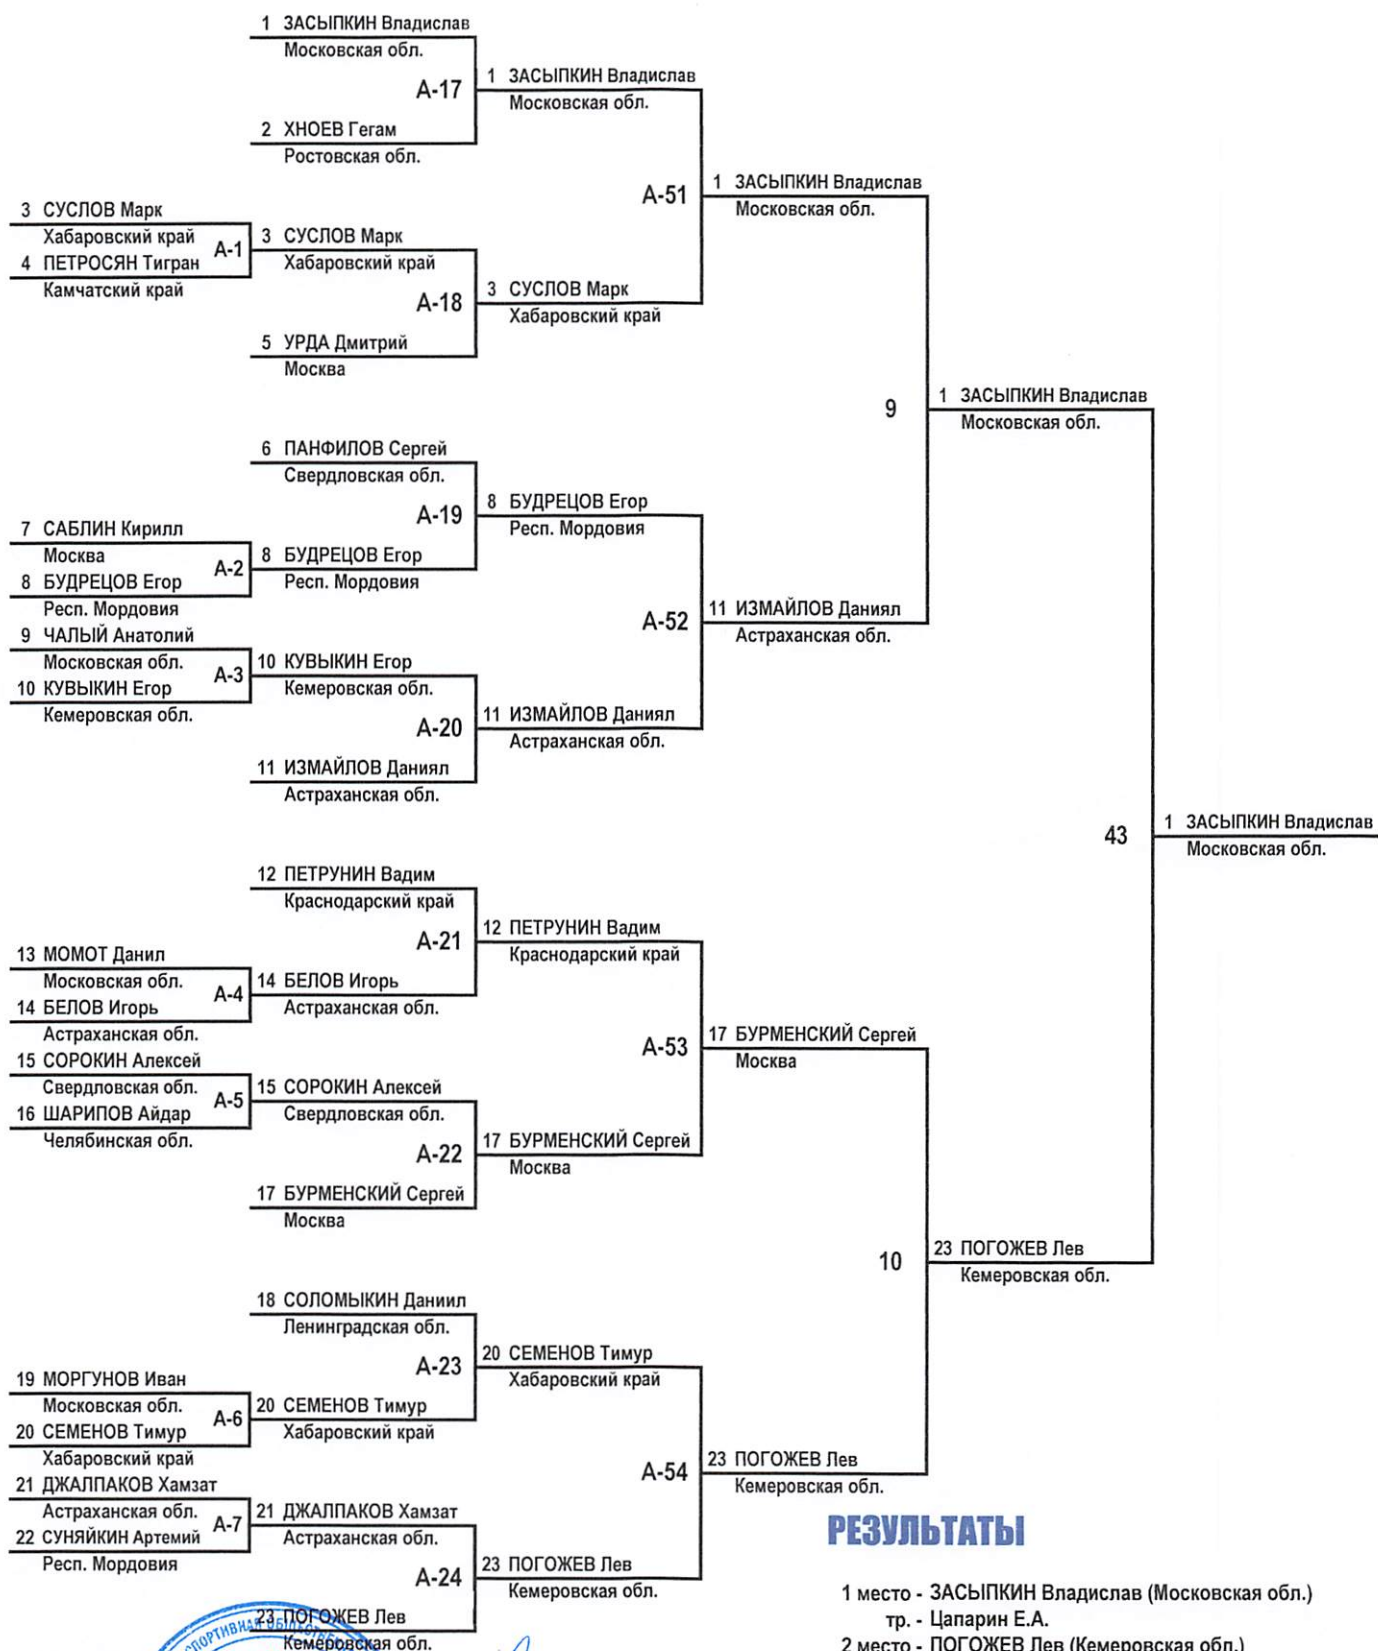 1 ЗАСЫПКИН Владислав
Московская обл.
А-17
1 ЗАСЫПКИН Владислав
Московская обл.
2 ХНОЕВ Гегам
Ростовская обл.
А-51
1 ЗАСЫПКИН Владислав
Московская обл.
3 СУСЛОВ Марк
Хабаровский край
А-1
4 ПЕТРОСЯН Тигран
Камчатский край
3 СУСЛОВ Марк
Хабаровский край
А-18
3 СУСЛОВ Марк
Хабаровский край
5 УРДА Дмитрий
Москва
9
1 ЗАСЫПКИН Владислав
Московская обл.
6 ПАНФИЛОВ Сергей
Свердловская обл.
А-19
8 БУДРЕЦОВ Егор
Респ. Мордовия
7 САБЛИН Кирилл
Москва
А-2
8 БУДРЕЦОВ Егор
Респ. Мордовия
8 БУДРЕЦОВ Егор
Респ. Мордовия
А-52
11 ИЗМАЙЛОВ Даниял
Астраханская обл.
9 ЧАЛЫЙ Анатолий
Московская обл.
А-3
10 КУВЫКИН Егор
Кемеровская обл.
10 КУВЫКИН Егор
Кемеровская обл.
А-20
11 ИЗМАЙЛОВ Даниял
Астраханская обл.
11 ИЗМАЙЛОВ Даниял
Астраханская обл.
43
1 ЗАСЫПКИН Владислав
Московская обл.
12 ПЕТРУНИН Вадим
Краснодарский край
А-21
12 ПЕТРУНИН Вадим
Краснодарский край
13 МОМОТ Данил
Московская обл.
А-4
14 БЕЛОВ Игорь
Астраханская обл.
14 БЕЛОВ Игорь
Астраханская обл.
А-53
17 БУРМЕНСКИЙ Сергей
Москва
15 СОРОКИН Алексей
Свердловская обл.
А-5
16 ШАРИПОВ Айдар
Челябинская обл.
15 СОРОКИН Алексей
Свердловская обл.
А-22
17 БУРМЕНСКИЙ Сергей
Москва
17 БУРМЕНСКИЙ Сергей
Москва
10
23 ПОГОЖЕВ Лев
Кемеровская обл.
18 СОЛОМЫКИН Даниил
Ленинградская обл.
А-23
20 СЕМЕНОВ Тимур
Хабаровский край
19 МОРГУНОВ Иван
Московская обл.
А-6
20 СЕМЕНОВ Тимур
Хабаровский край
20 СЕМЕНОВ Тимур
Хабаровский край
А-54
23 ПОГОЖЕВ Лев
Кемеровская обл.
21 ДЖАЛПАКОВ Хамзат
Астраханская обл.
А-7
22 СУНЯЙКИН Артемий
Респ. Мордовия
21 ДЖАЛПАКОВ Хамзат
Астраханская обл.
А-24
23 ПОГОЖЕВ Лев
Кемеровская обл.
23 ПОГОЖЕВ Лев
Кемеровская обл.
РЕЗУЛЬТАТЫ
1 место - ЗАСЫПКИН Владислав (Московская обл.)
тр. - Цапарин Е.А.
2 место - ПОГОЖЕВ Лев (Кемеровская обл.)